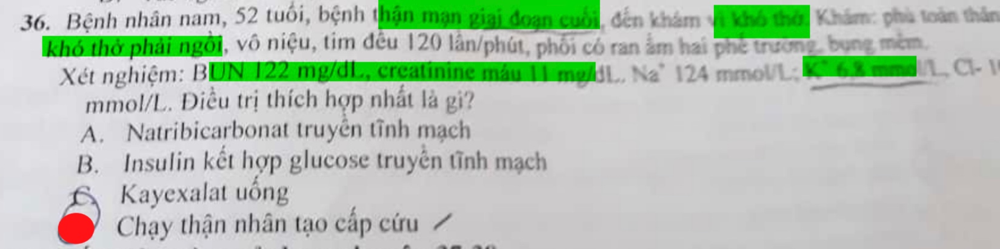 36. Bệnh nhân nam, 52 tuổi, bệnh thận mạn giai đoạn cuối, đến khám vì khó thở. Khám: phù toàn thân
khó thở phải ngồi, vô niệu, tim đều 120 lần/phút, phổi có ran ẩm hai phế trường, bụng mềm.
Xét nghiệm: BUN 122 mg/dL, creatinine máu 11 mg/dL. Na⁺ 124 mmol/L; K⁺ 6,8 mmol/L, Cl-
mmol/L. Điều trị thích hợp nhất là gì?
A. Natribicarbonat truyền tĩnh mạch
B. Insulin kết hợp glucose truyền tĩnh mạch
C. Kayexalat uống
Chạy thận nhân tạo cấp cứu